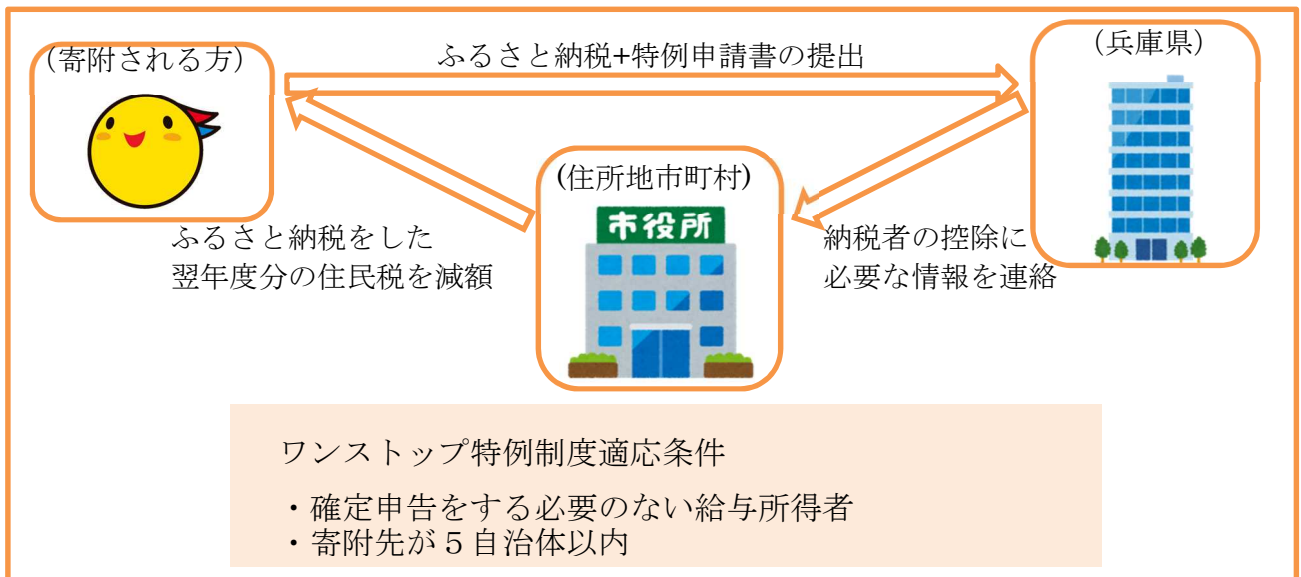 (寄附される方)
ふるさと納税+特例申請書の提出
(兵庫県)
(住所地市町村)
市役所
ふるさと納税をした
翌年度分の住民税を減額
納税者の控除に
必要な情報を連絡
ワンストップ特例制度適応条件
・確定申告をする必要のない給与所得者
・寄附先が５自治体以内